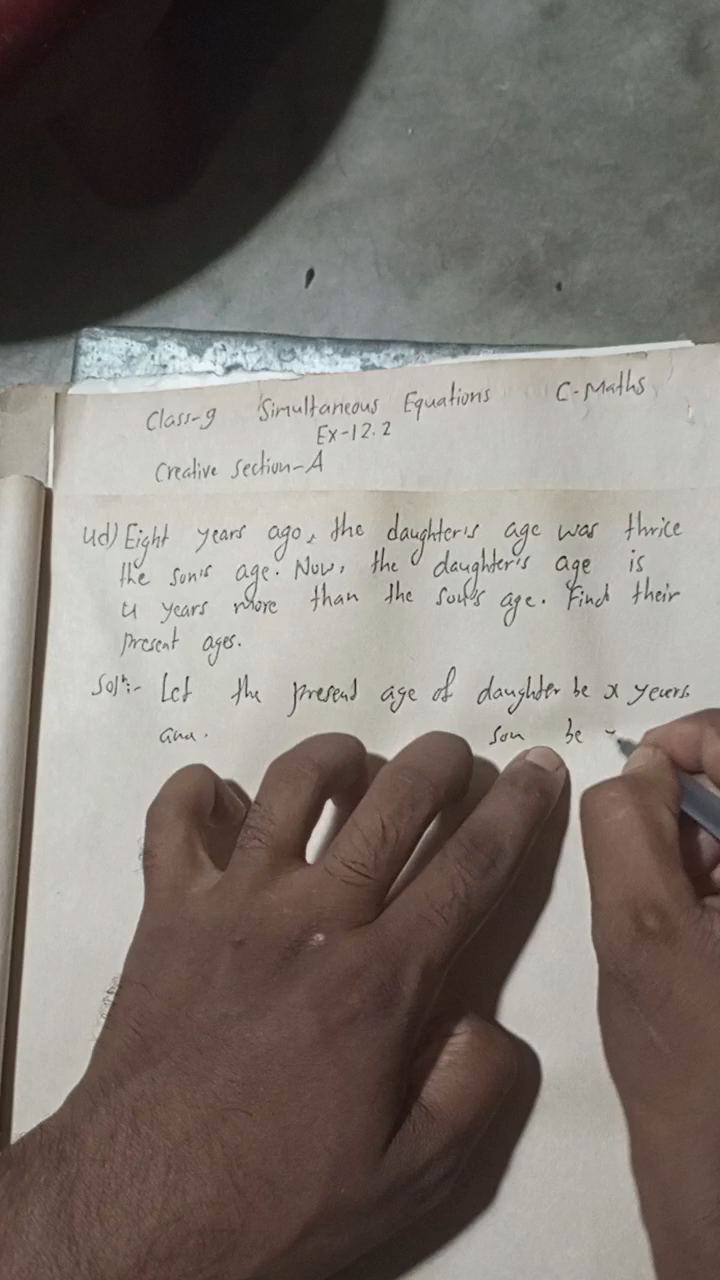 Class-9 Simultaneous Equations C-Maths
Ex-12.2
Creative Section-A
4d) Eight years ago, the daughter's age was thrice
the son's age. Now, the daughter's age is
4 years more than the son's age. Find their
present ages.
Solⁿ:- Let the present age of daughter be x years
and. son be